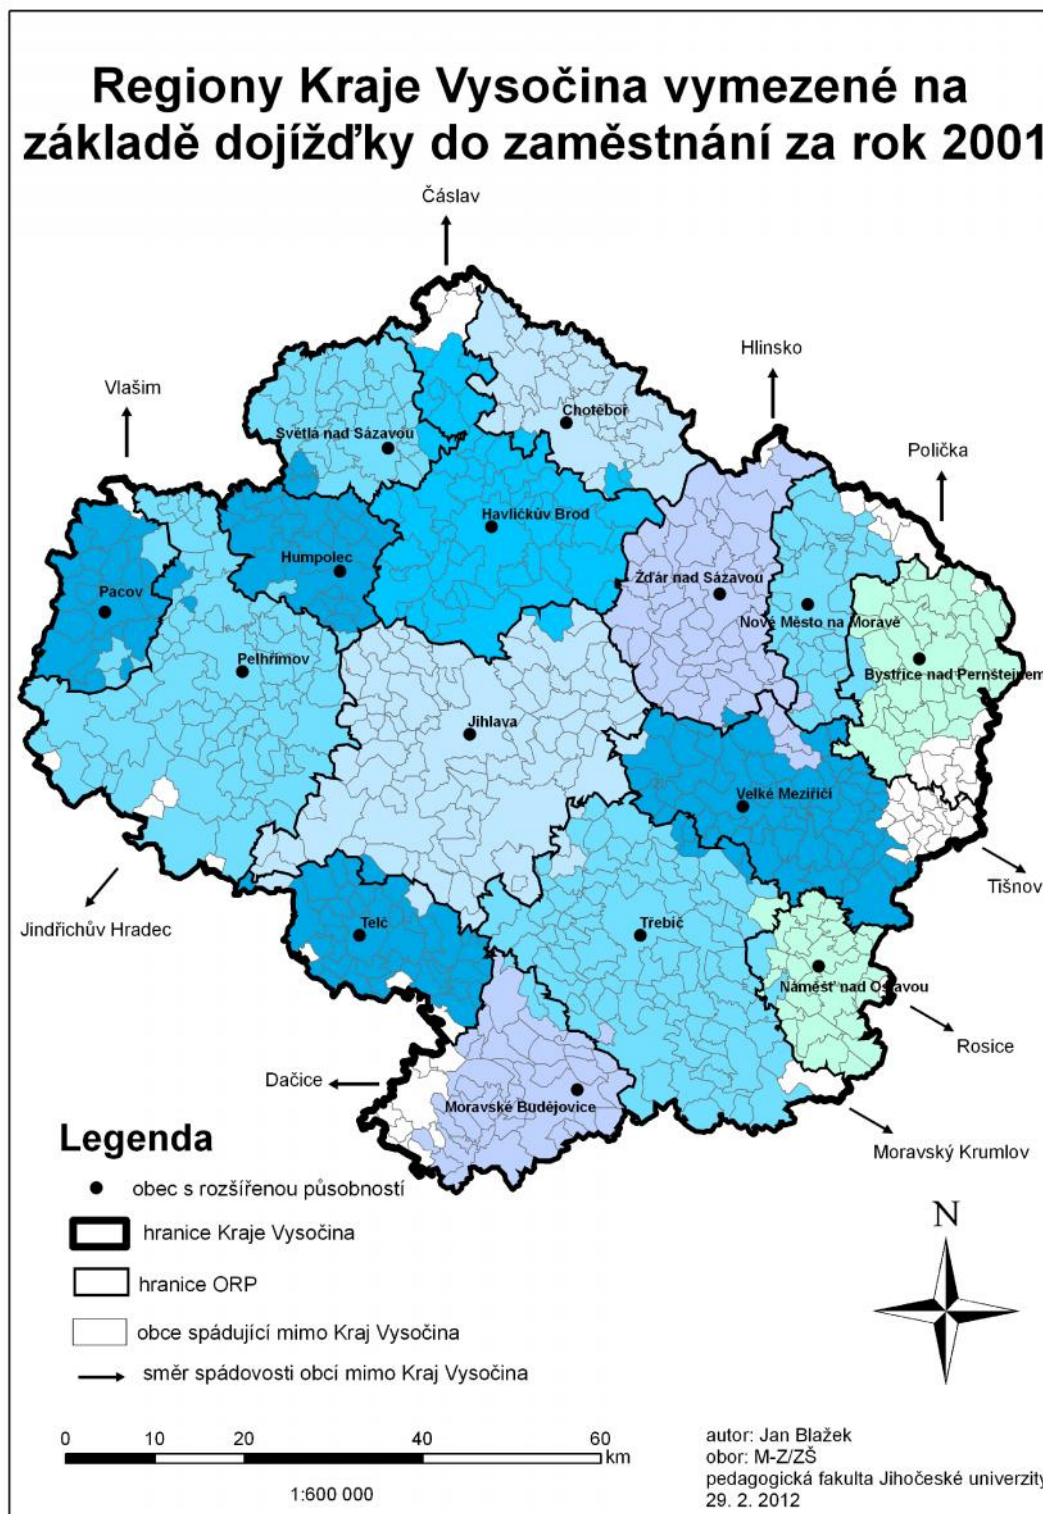 Regiony Kraje Vysočina vymezené na
základě dojížďky do zaměstnání za rok 2001
Čáslav
Hlinsko
Vlašim
Polička
Chotěboř
Světlá nad Sázavou
Havlíčkův Brod
Humpolec
Žďár nad Sázavou
Pacov
Nové Město na Moravě
Pelhřimov
Bystřice nad Pernštejnem
Jihlava
Velké Meziříčí
Tišnov
Jindřichův Hradec
Telč
Třebíč
Náměšť nad Oslavou
Rosice
Dačice
Moravské Budějovice
Moravský Krumlov
Legenda
obec s rozšířenou působností
hranice Kraje Vysočina
hranice ORP
obce spádující mimo Kraj Vysočina
směr spádovosti obcí mimo Kraj Vysočina
N
0 10 20 40 60
km
1:600 000
autor: Jan Blažek
obor: M-Z/ZŠ
pedagogická fakulta Jihočeské univerzity
29. 2. 2012